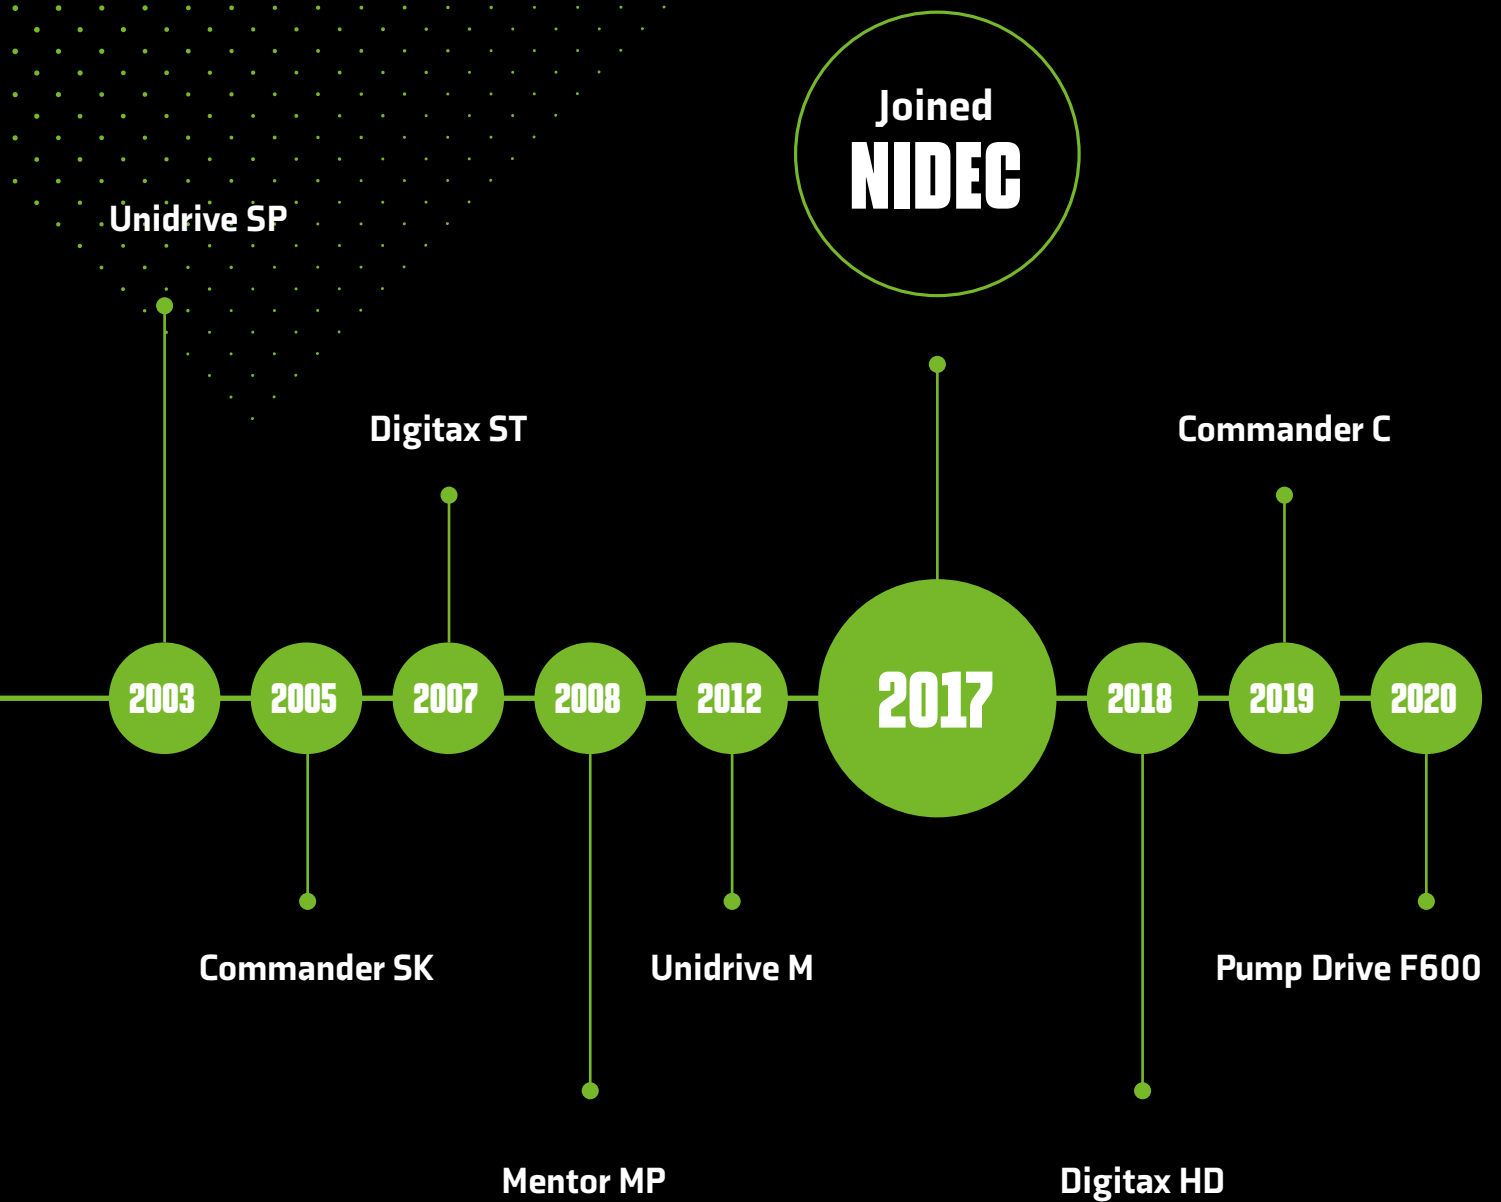 Joined
NIDEC
Unidrive SP
Digitax ST
Commander C
2003
2005
2007
2008
2012
2017
2018
2019
2020
Commander SK
Unidrive M
Pump Drive F600
Mentor MP
Digitax HD